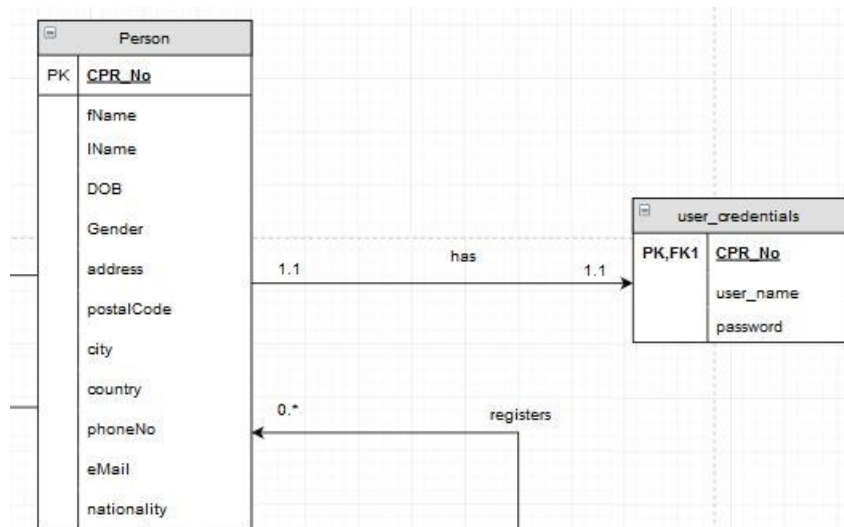 Person
PK CPR_No
fName
lName
DOB
Gender
address
postalCode
city
country
phoneNo
eMail
nationality
1.1 has 1.1
0.* registers
user_credentials
PK,FK1 CPR_No
user_name
password